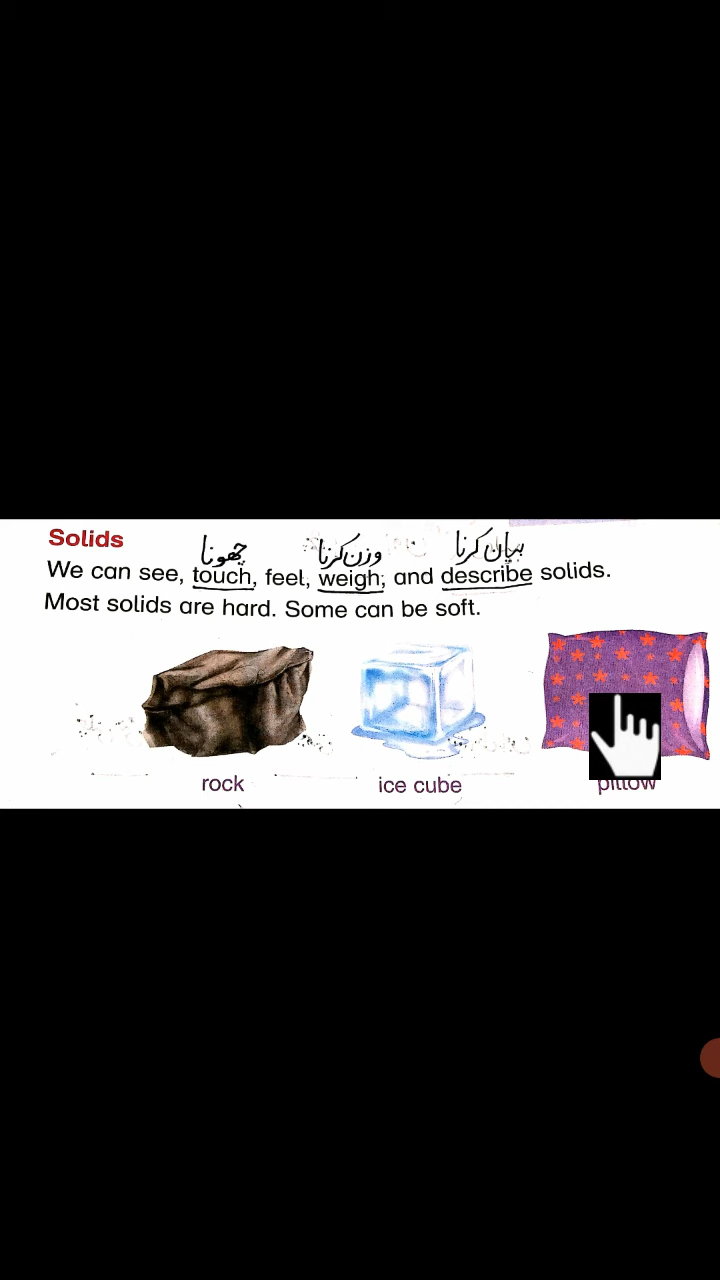 Solids
چھونا وزن کرنا بیان کرنا
We can see, touch, feel, weigh, and describe solids.
Most solids are hard. Some can be soft.
rock ice cube pillow